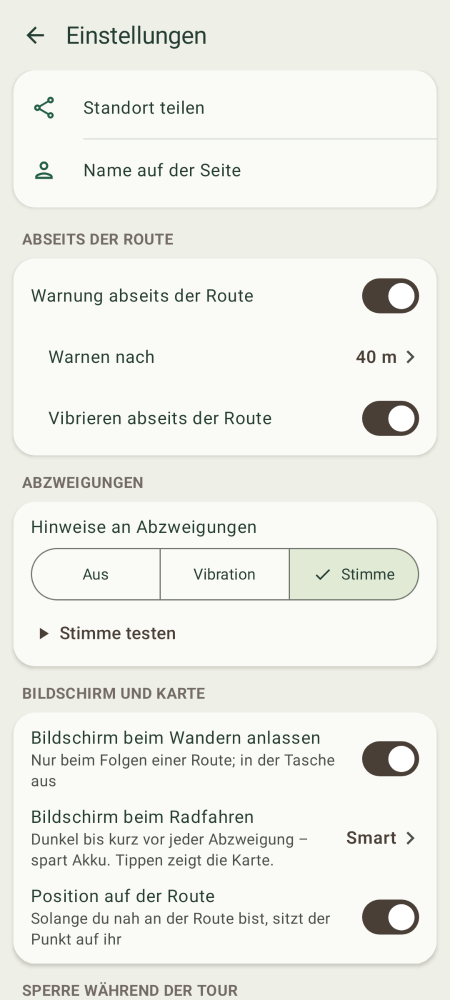 Einstellungen
Standort teilen
Name auf der Seite
ABSEITS DER ROUTE
Warnung abseits der Route
Warnen nach
40 m
Vibrieren abseits der Route
ABZWEIGUNGEN
Hinweise an Abzweigungen
Aus
Vibration
Stimme
Stimme testen
BILDSCHIRM UND KARTE
Bildschirm beim Wandern anlassen
Nur beim Folgen einer Route; in der Tasche
aus
Bildschirm beim Radfahren
Dunkel bis kurz vor jeder Abzweigung –
spart Akku. Tippen zeigt die Karte.
Smart
Position auf der Route
Solange du nah an der Route bist, sitzt der
Punkt auf ihr
SPERRE WÄHREND DER TOUR